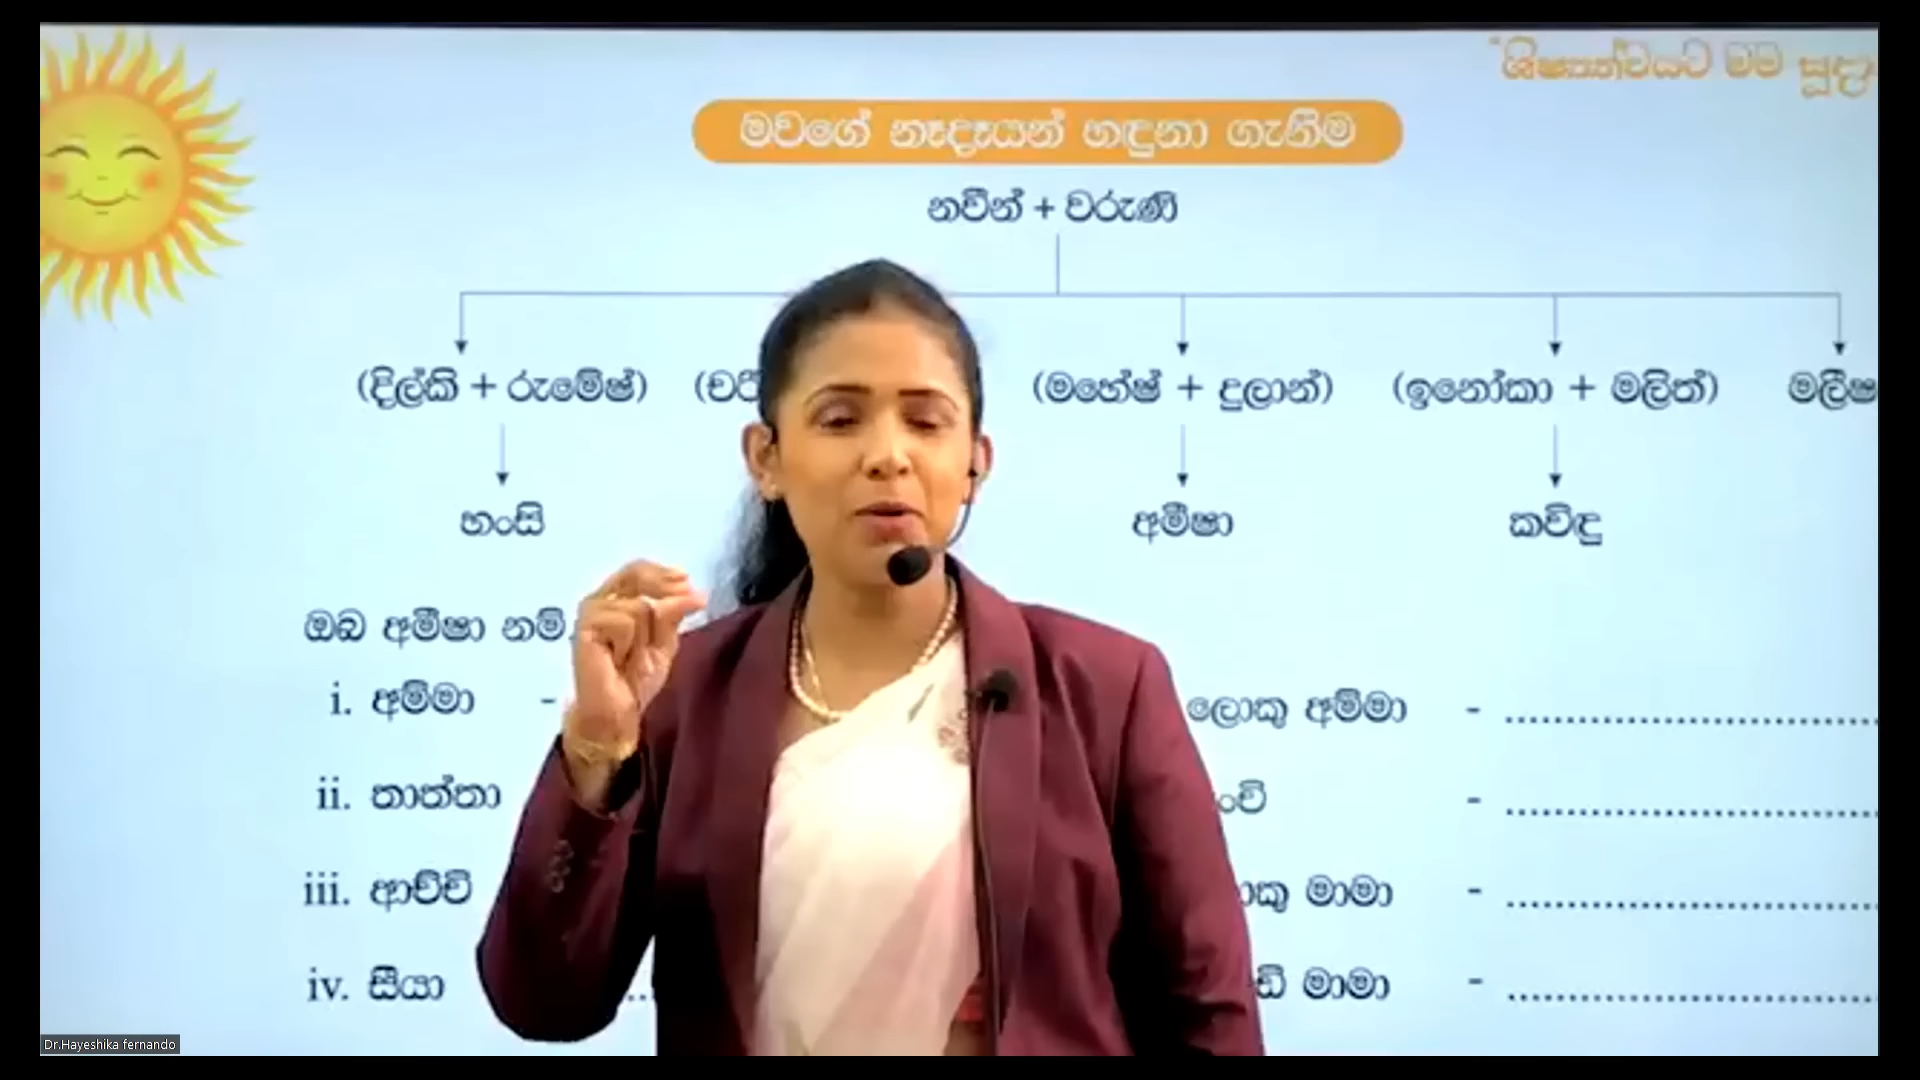 "ශිෂ්‍යත්වයට මම සූදා
මවගේ නෑදෑයන් හඳුනා ගැනීම
නවීන් + වරුණි
(දිල්කි + රුමේෂ්) (මහේෂ් + දුලාන්) (ඉනෝකා + මලිත්)
හංසි අමීෂා කවිඳු
ඔබ අමීෂා නම්
i. අම්මා - ලොකු අම්මා - ..............................
ii. තාත්තා - ..............................
iii. ආච්චි මාමා - ..............................
iv. සීයා ... මාමා - ..............................
Dr.Hayeshika fernando